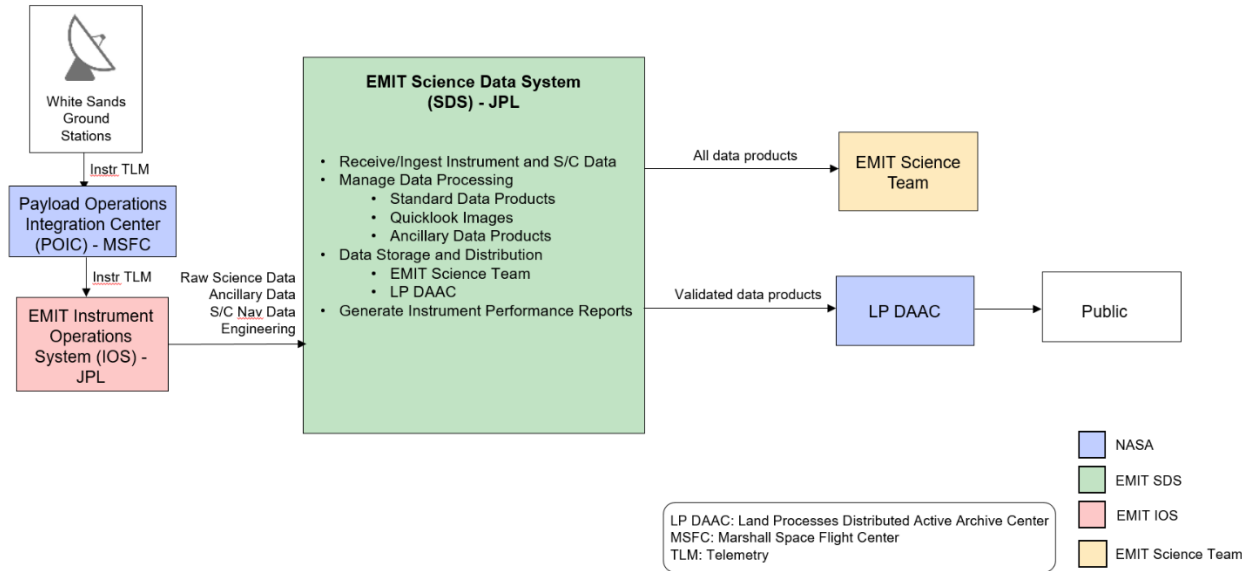 White Sands
Ground
Stations
Instr TLM
Payload Operations
Integration Center
(POIC) - MSFC
Instr TLM
EMIT Instrument
Operations
System (IOS) -
JPL
Raw Science Data
Ancillary Data
S/C Nav Data
Engineering
EMIT Science Data System
(SDS) - JPL
• Receive/Ingest Instrument and S/C Data
• Manage Data Processing
• Standard Data Products
• Quicklook Images
• Ancillary Data Products
• Data Storage and Distribution
• EMIT Science Team
• LP DAAC
• Generate Instrument Performance Reports
All data products
EMIT Science
Team
Validated data products
LP DAAC
Public
LP DAAC: Land Processes Distributed Active Archive Center
MSFC: Marshall Space Flight Center
TLM: Telemetry
NASA
EMIT SDS
EMIT IOS
EMIT Science Team